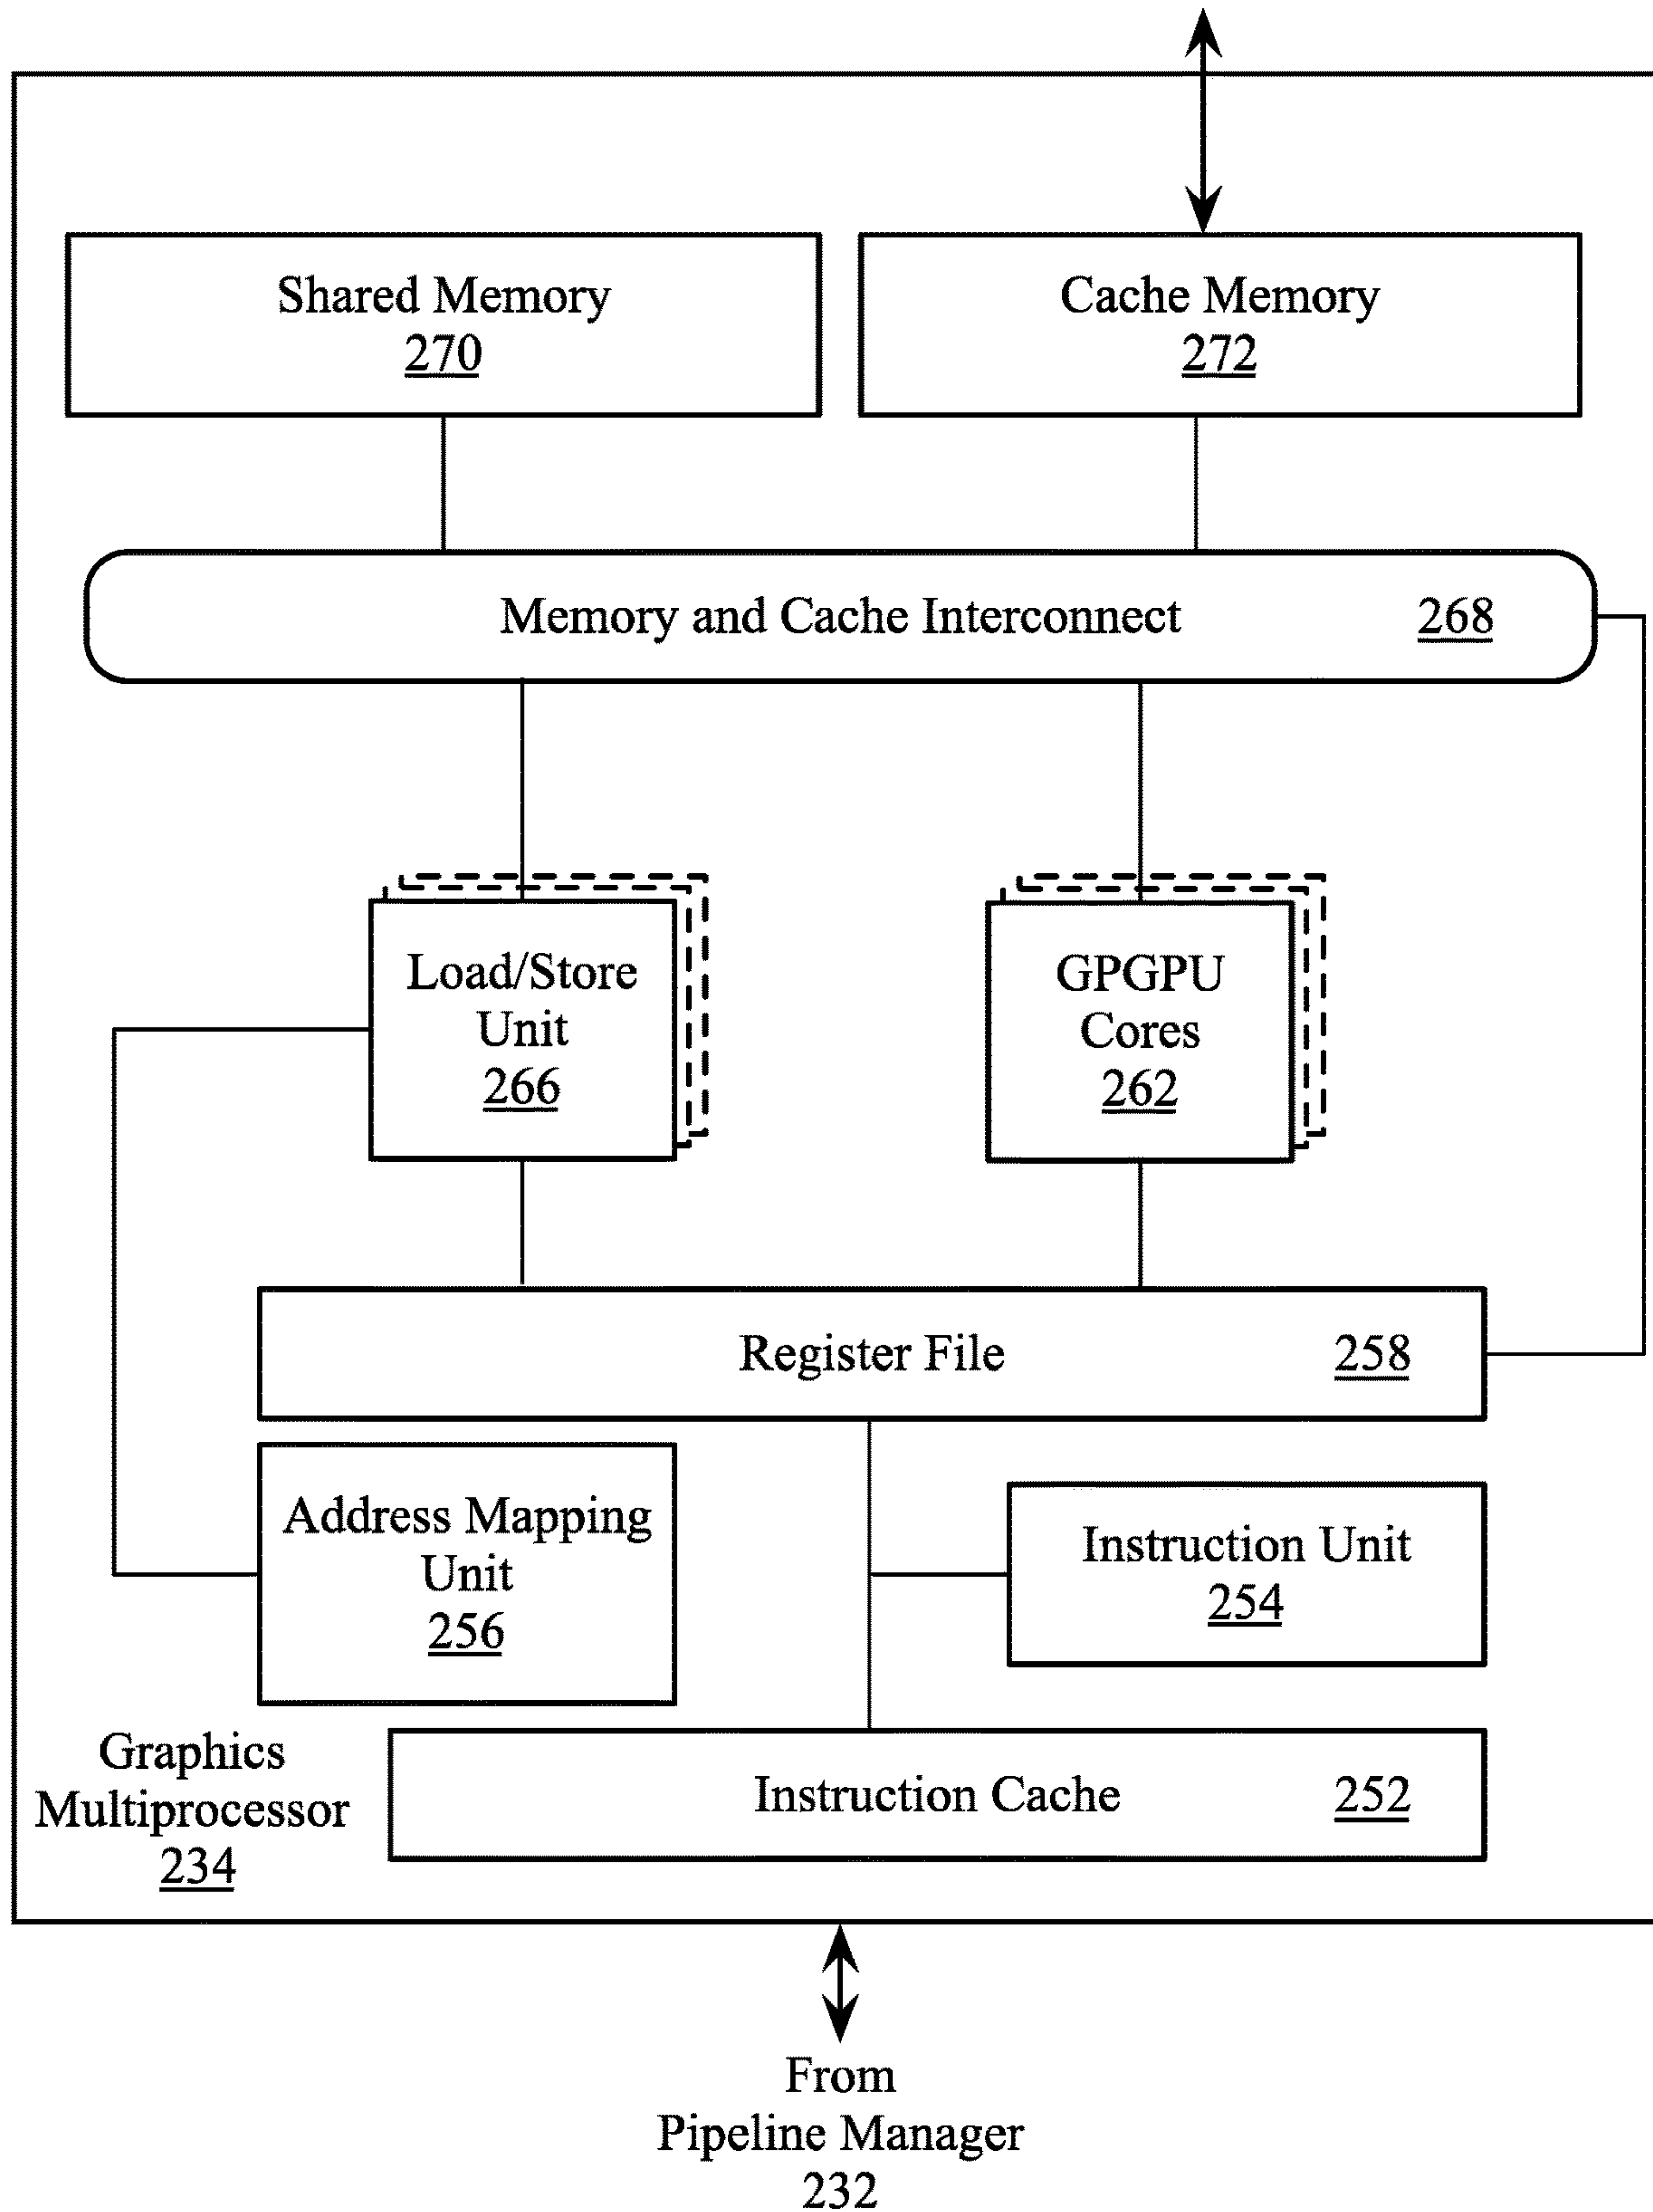 Shared Memory
270
Cache Memory
272
Memory and Cache Interconnect 268
Load/Store
Unit
266
GPGPU
Cores
262
Register File 258
Address Mapping
Unit
256
Instruction Unit
254
Graphics
Multiprocessor
234
Instruction Cache 252
From
Pipeline Manager
232